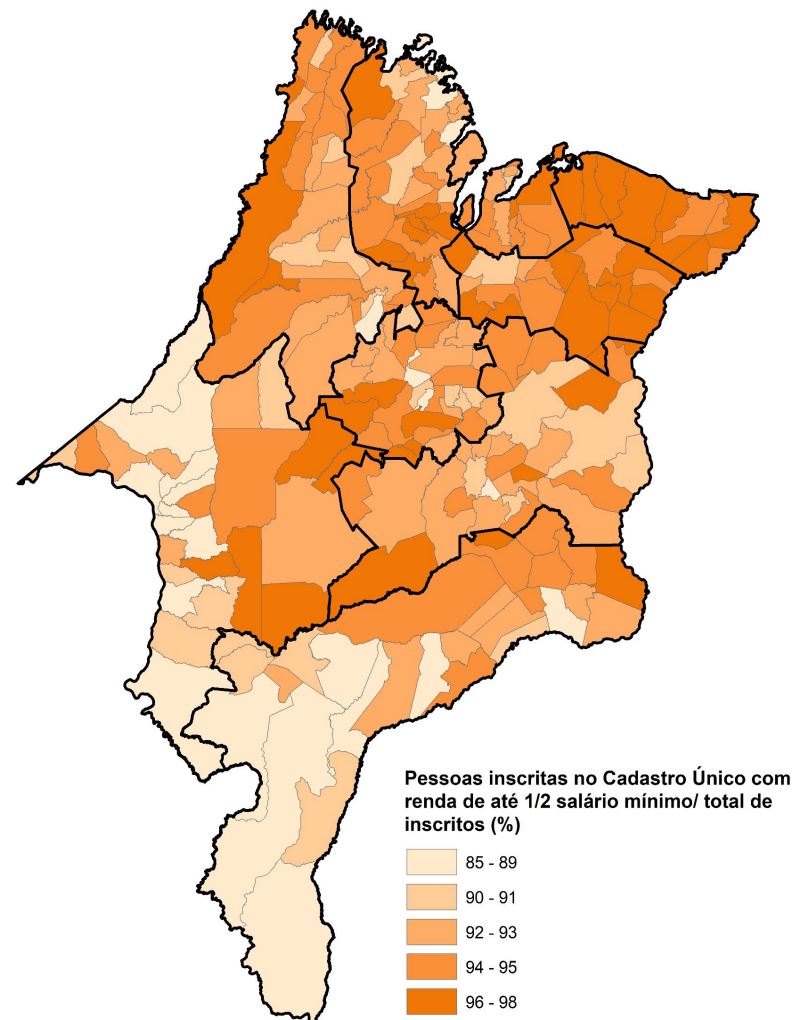 Pessoas inscritas no Cadastro Único com
renda de até 1/2 salário mínimo/ total de
inscritos (%)
85 - 89
90 - 91
92 - 93
94 - 95
96 - 98